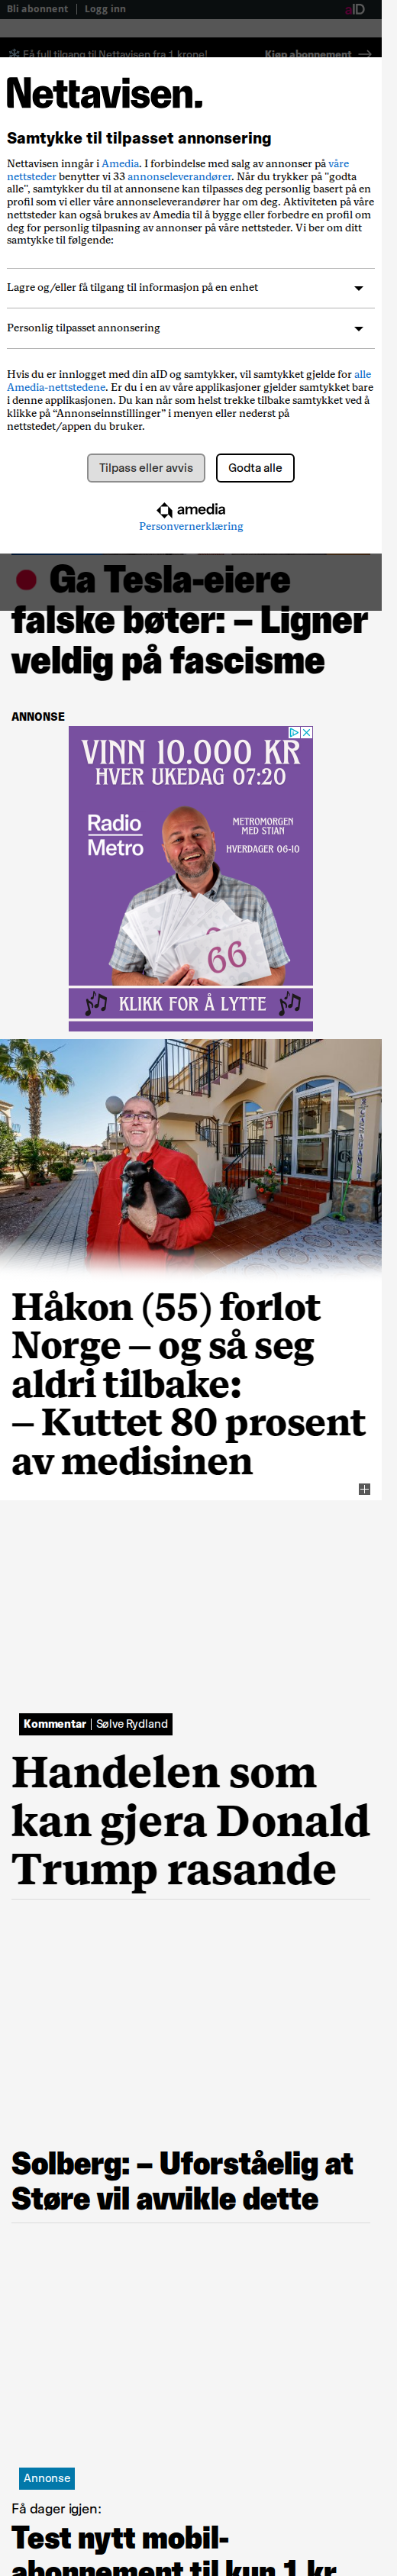 Bli abonnent | Logg inn
aID
Få full tilgang til Nettavisen fra 1 krone!
Kjøp abonnement →
Nettavisen.
Samtykke til tilpasset annonsering
Nettavisen inngår i Amedia. I forbindelse med salg av annonser på våre
nettsteder benytter vi 33 annonseleverandører. Når du trykker på "godta
alle", samtykker du til at annonsene kan tilpasses deg personlig basert på en
profil som vi eller våre annonseleverandører har om deg. Aktiviteten på våre
nettsteder kan også brukes av Amedia til å bygge eller forbedre en profil om
deg for personlig tilpasning av annonser på våre nettsteder. Vi ber om ditt
samtykke til følgende:
Lagre og/eller få tilgang til informasjon på en enhet
Personlig tilpasset annonsering
Hvis du er innlogget med din aID og samtykker, vil samtykket gjelde for alle
Amedia-nettstedene. Er du i en av våre applikasjoner gjelder samtykket bare
i denne applikasjonen. Du kan når som helst trekke tilbake samtykket ved å
klikke på “Annonseinnstillinger” i menyen eller nederst på
nettstedet/appen du bruker.
Tilpass eller avvis
Godta alle
amedia
Personvernerklæring
Ga Tesla-eiere
falske bøter: – Ligner
veldig på fascisme
ANNONSE
VINN 10.000 KR
HVER UKEDAG 07:20
Radio
Metro
METROMORGEN
MED STIAN
HVERDAGER 06-10
66
KLIKK FOR Å LYTTE
Håkon (55) forlot
Norge – og så seg
aldri tilbake:
– Kuttet 80 prosent
av medisinen
Kommentar | Sølve Rydland
Handelen som
kan gjera Donald
Trump rasande
Solberg: – Uforståelig at
Støre vil avvikle dette
Annonse
Få dager igjen:
Test nytt mobil-
abonnement til kun 1 kr